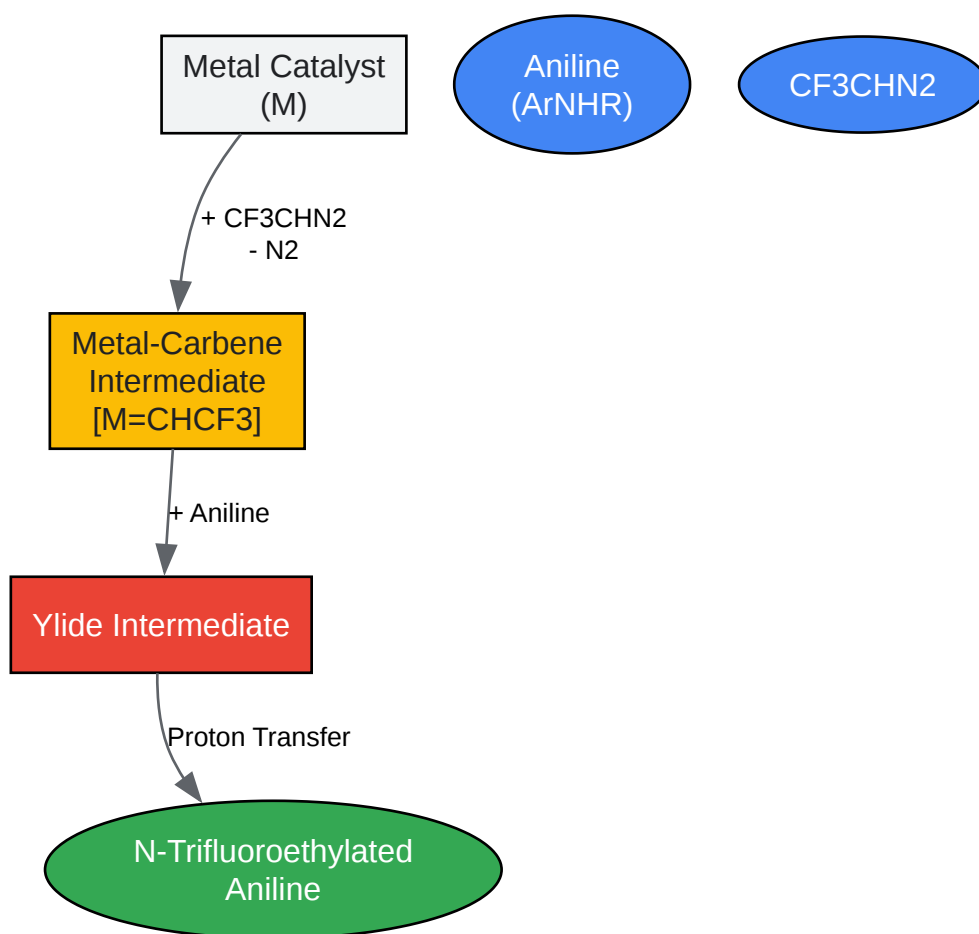 Metal Catalyst
(M)
Aniline
(ArNHR)
CF3CHN2
+ CF3CHN2
- N2
Metal-Carbene
Intermediate
[M=CHCF3]
+ Aniline
Ylide Intermediate
Proton Transfer
N-Trifluoroethylated
Aniline